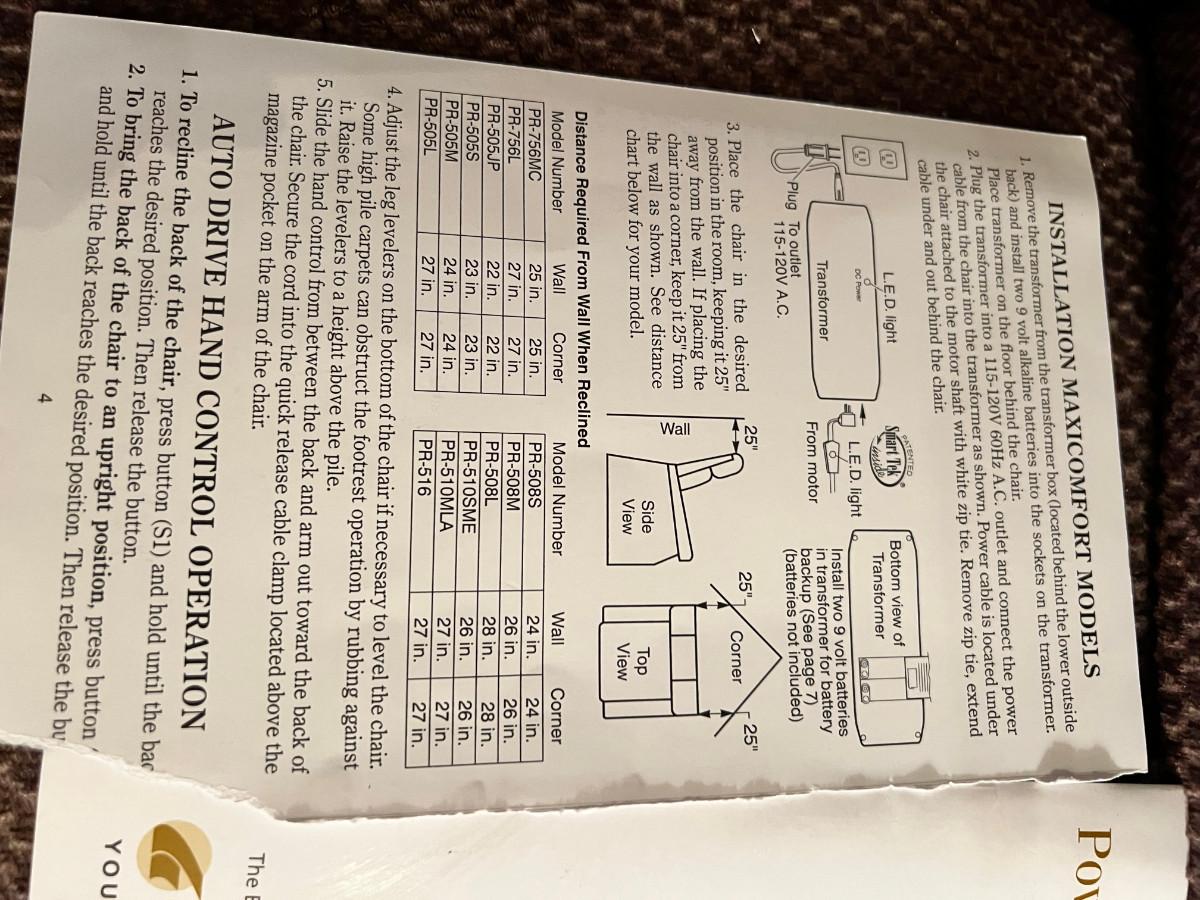 INSTALLATION MAXICOMFORT MODELS
1. Remove the transformer from the transformer box (located behind the lower outside
back) and install two 9 volt alkaline batteries into the sockets on the transformer.
Place transformer on the floor behind the chair.
2. Plug the transformer into a 115-120V 60Hz A.C. outlet and connect the power
cable from the chair into the transformer as shown. Power cable is located under
the chair attached to the motor shaft with white zip tie. Remove zip tie, extend
cable under and out behind the chair.
L.E.D. light
DC Power
Transformer
Plug
To outlet
115-120V A.C.
PATENTED
Smart Tek®
inside
L.E.D. light
From motor
Bottom view of
Transformer
Install two 9 volt batteries
in transformer for battery
backup (See page 7)
(batteries not included)
3. Place the chair in the desired
position in the room, keeping it 25"
away from the wall. If placing the
chair into a corner, keep it 25" from
the wall as shown. See distance
chart below for your model.
25"
Wall
Side
View
25"
Corner
25"
Top
View
Distance Required From Wall When Reclined
Model Number Wall Corner
PR-756MC 25 in. 25 in.
PR-756L 27 in. 27 in.
PR-505JP 22 in. 22 in.
PR-505S 23 in. 23 in.
PR-505M 24 in. 24 in.
PR-505L 27 in. 27 in.
Model Number Wall Corner
PR-508S 24 in. 24 in.
PR-508M 26 in. 26 in.
PR-508L 28 in. 28 in.
PR-510SME 26 in. 26 in.
PR-510MLA 27 in. 27 in.
PR-516 27 in. 27 in.
4. Adjust the leg levelers on the bottom of the chair if necessary to level the chair.
Some high pile carpets can obstruct the footrest operation by rubbing against
it. Raise the levelers to a height above the pile.
5. Slide the hand control from between the back and arm out toward the back of
the chair. Secure the cord into the quick release cable clamp located above the
magazine pocket on the arm of the chair.
AUTO DRIVE HAND CONTROL OPERATION
1. To recline the back of the chair, press button (S1) and hold until the bac
reaches the desired position. Then release the button.
2. To bring the back of the chair to an upright position, press button
and hold until the back reaches the desired position. Then release the bu
4
Pow
The E
YOU